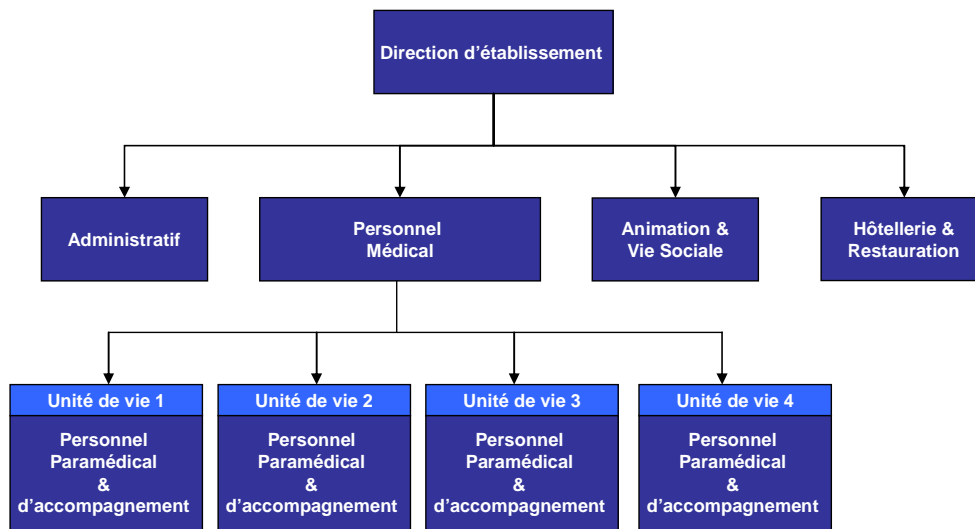 Direction d’établissement
Administratif
Personnel
Médical
Animation &
Vie Sociale
Hôtellerie &
Restauration
Unité de vie 1
Personnel
Paramédical
&
d’accompagnement
Unité de vie 2
Personnel
Paramédical
&
d’accompagnement
Unité de vie 3
Personnel
Paramédical
&
d’accompagnement
Unité de vie 4
Personnel
Paramédical
&
d’accompagnement